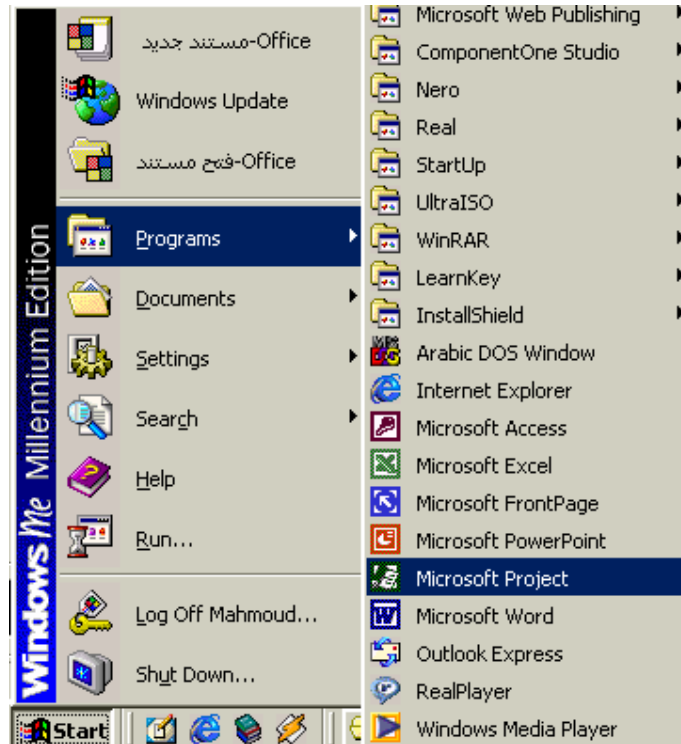 مستند جديد-Office
Windows Update
فتح مستند-Office
Programs
Documents
Settings
Search
Help
Run...
Log Off Mahmoud...
Shut Down...
Windows Me Millennium Edition
Start
Microsoft Web Publishing
ComponentOne Studio
Nero
Real
StartUp
UltraISO
WinRAR
LearnKey
InstallShield
Arabic DOS Window
Internet Explorer
Microsoft Access
Microsoft Excel
Microsoft FrontPage
Microsoft PowerPoint
Microsoft Project
Microsoft Word
Outlook Express
RealPlayer
Windows Media Player